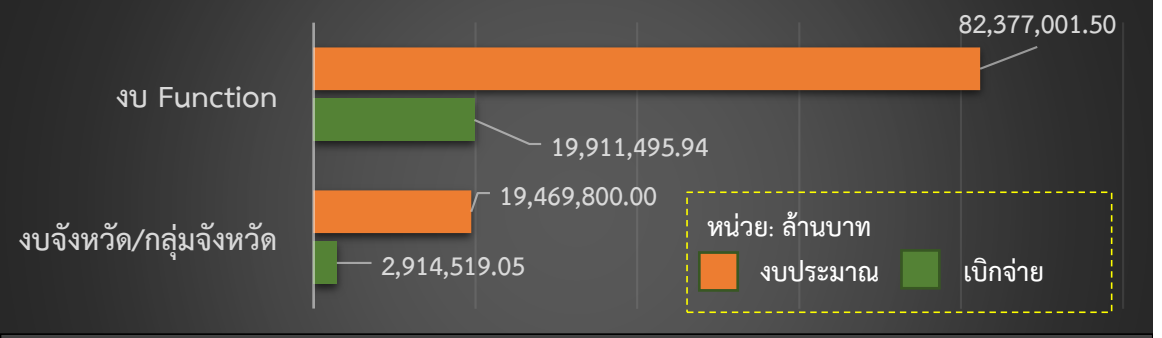 82,377,001.50
งบ Function
19,911,495.94
19,469,800.00
งบจังหวัด/กลุ่มจังหวัด
2,914,519.05
หน่วย: ล้านบาท
งบประมาณ
เบิกจ่าย